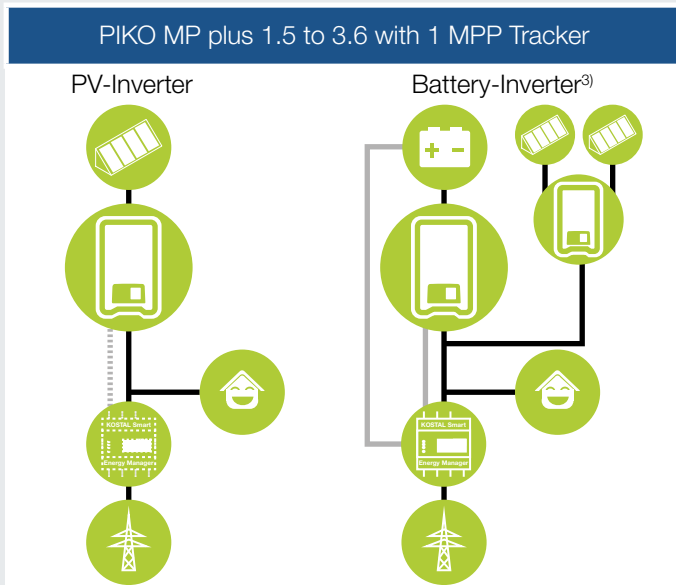 PIKO MP plus 1.5 to 3.6 with 1 MPP Tracker
PV-Inverter
Battery-Inverter³⁾
+ -
KOSTAL Smart
Energy Manager
KOSTAL Smart
Energy Manager